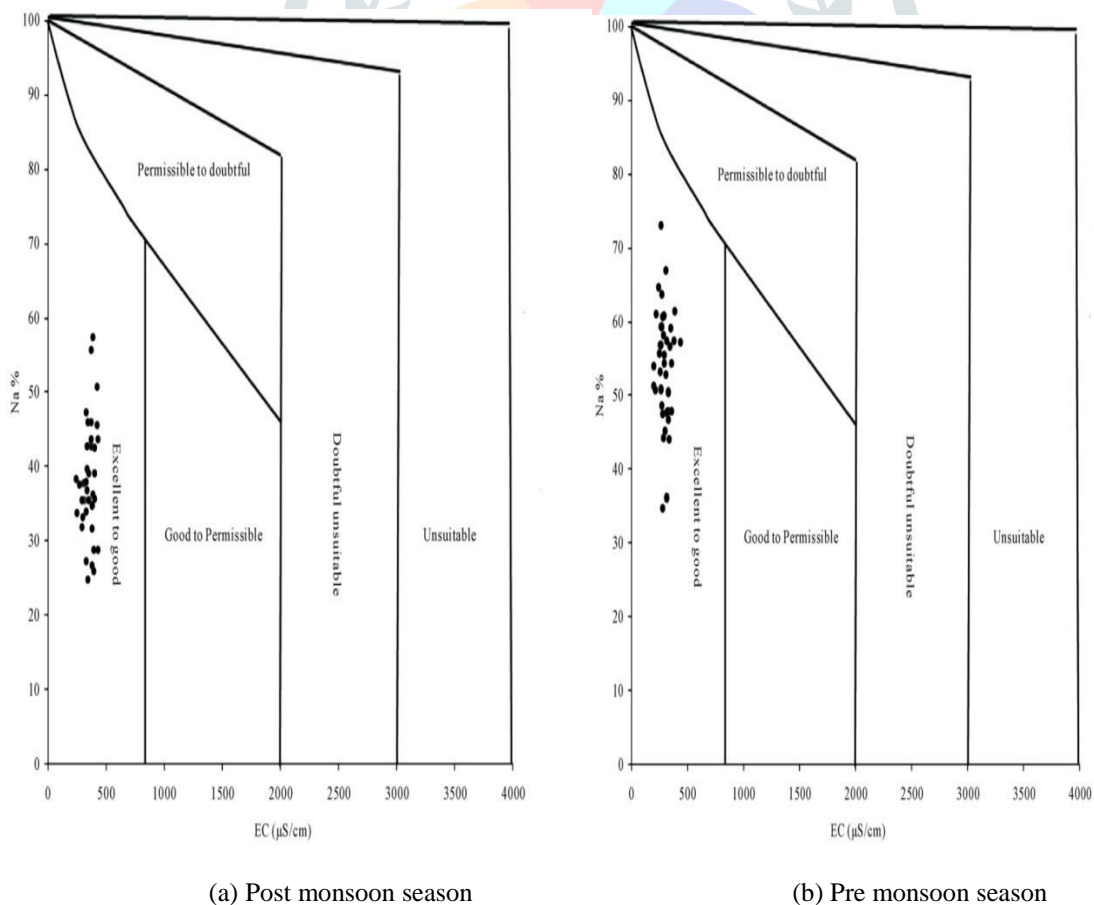 100
90
80
70
60
50
40
30
20
10
0
Na %
Permissible to doubtful
Excellent to good
Good to Permissible
Doubtful unsuitable
Unsuitable
0 500 1000 1500 2000 2500 3000 3500 4000
EC (µS/cm)
(a) Post monsoon season
100
90
80
70
60
50
40
30
20
10
0
Na %
Permissible to doubtful
Excellent to good
Good to Permissible
Doubtful unsuitable
Unsuitable
0 500 1000 1500 2000 2500 3000 3500 4000
EC (µS/cm)
(b) Pre monsoon season